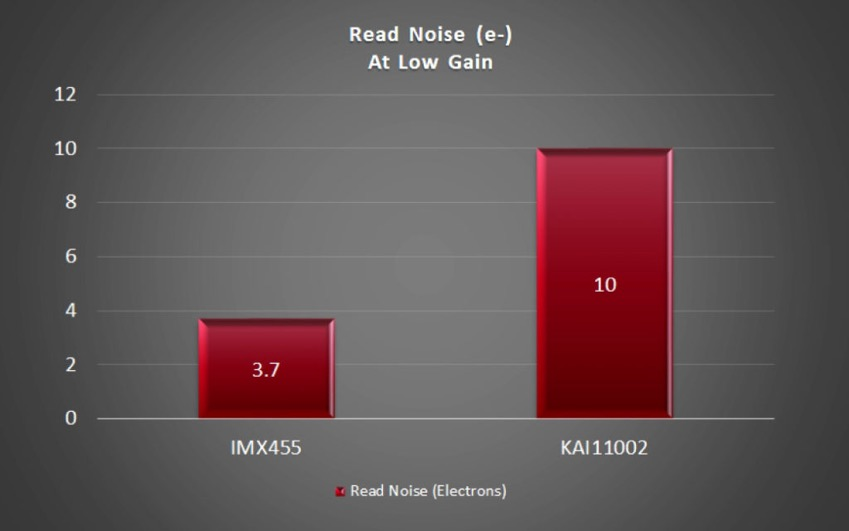 Read Noise (e-)
At Low Gain
12
10
8
6
4
2
0
3.7
10
IMX455
KAI11002
Read Noise (Electrons)